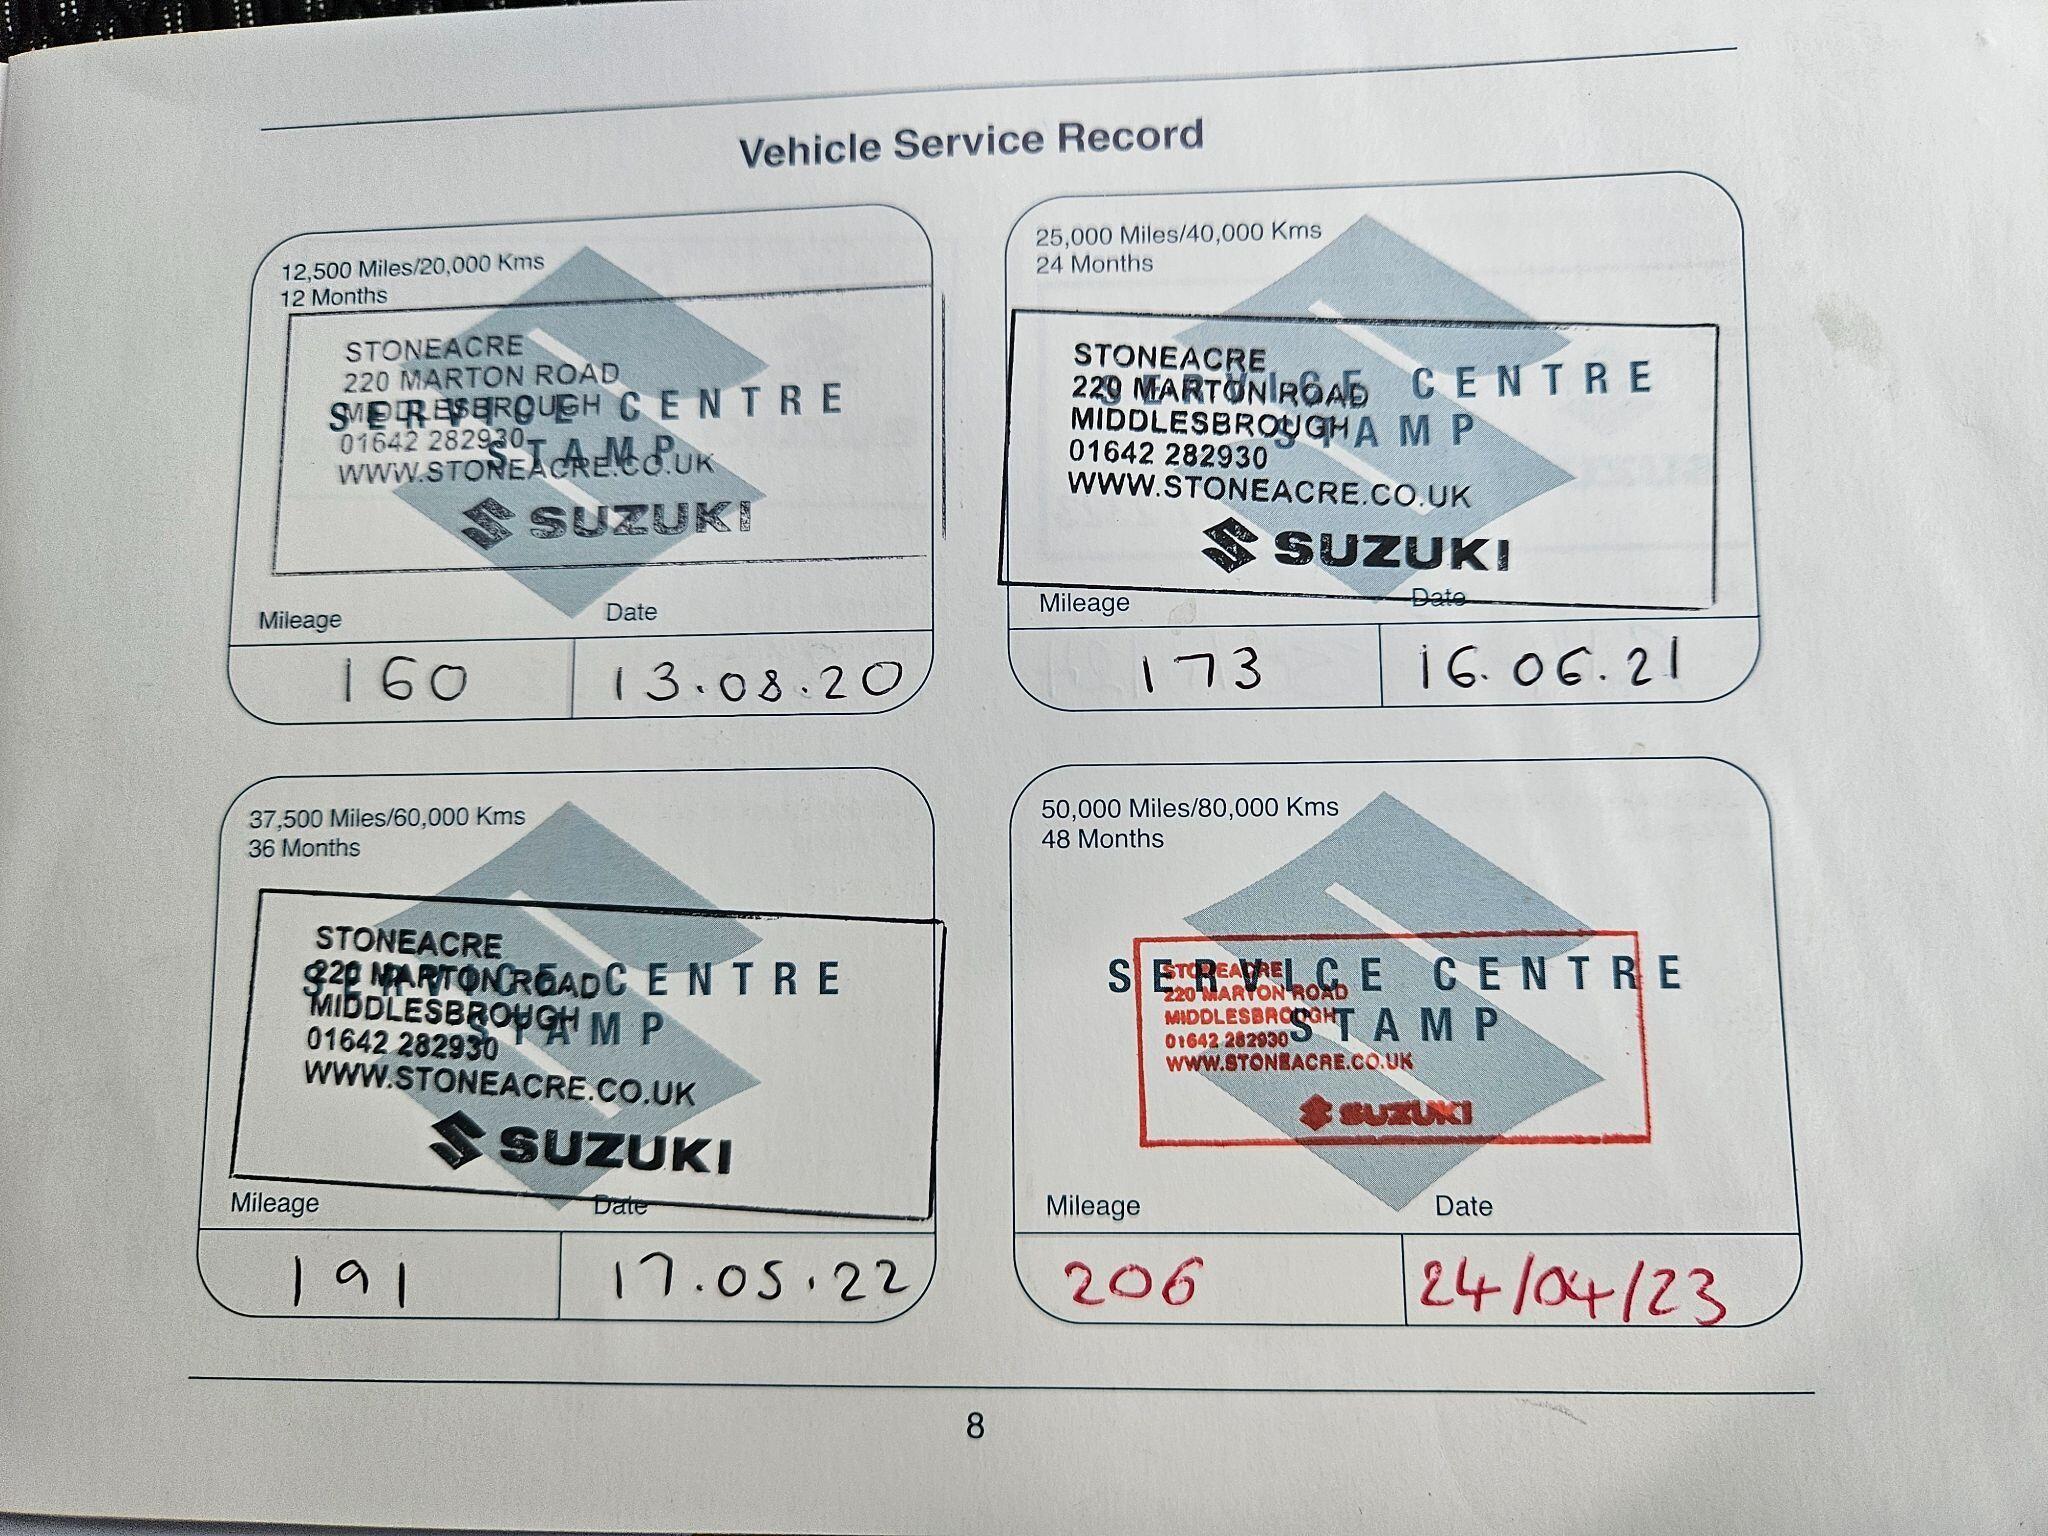 Vehicle Service Record
12,500 Miles/20,000 Kms
12 Months
STONEACRE
220 MARTON ROAD
MIDDLESBROUGH
SERVICE CENTRE
01642 282930
STAMP
WWW.STONEACRE.CO.UK
SUZUKI
Mileage
Date
160
13.08.20
25,000 Miles/40,000 Kms
24 Months
STONEACRE
220 MARTON ROAD
SERVICE CENTRE
MIDDLESBROUGH
STAMP
01642 282930
WWW.STONEACRE.CO.UK
SUZUKI
Mileage
Date
173
16.06.21
37,500 Miles/60,000 Kms
36 Months
STONEACRE
220 MARTON ROAD
SERVICE CENTRE
MIDDLESBROUGH
STAMP
01642 282930
WWW.STONEACRE.CO.UK
SUZUKI
Mileage
Date
191
17.05.22
50,000 Miles/80,000 Kms
48 Months
STONEACRE
SERVICE CENTRE
220 MARTON ROAD
MIDDLESBROUGH
STAMP
01642 282930
WWW.STONEACRE.CO.UK
SUZUKI
Mileage
Date
206
24/04/23
8